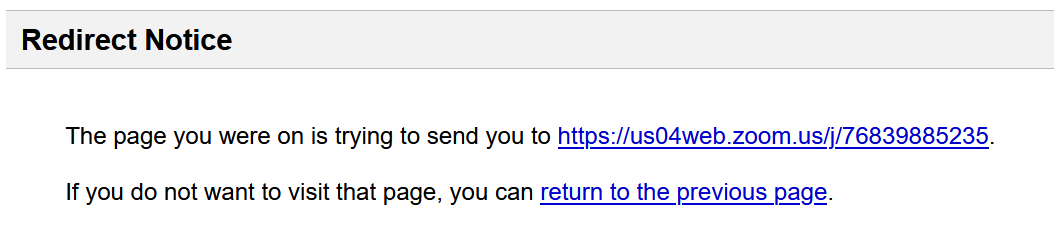 Redirect Notice
The page you were on is trying to send you to https://us04web.zoom.us/j/76839885235.
If you do not want to visit that page, you can return to the previous page.